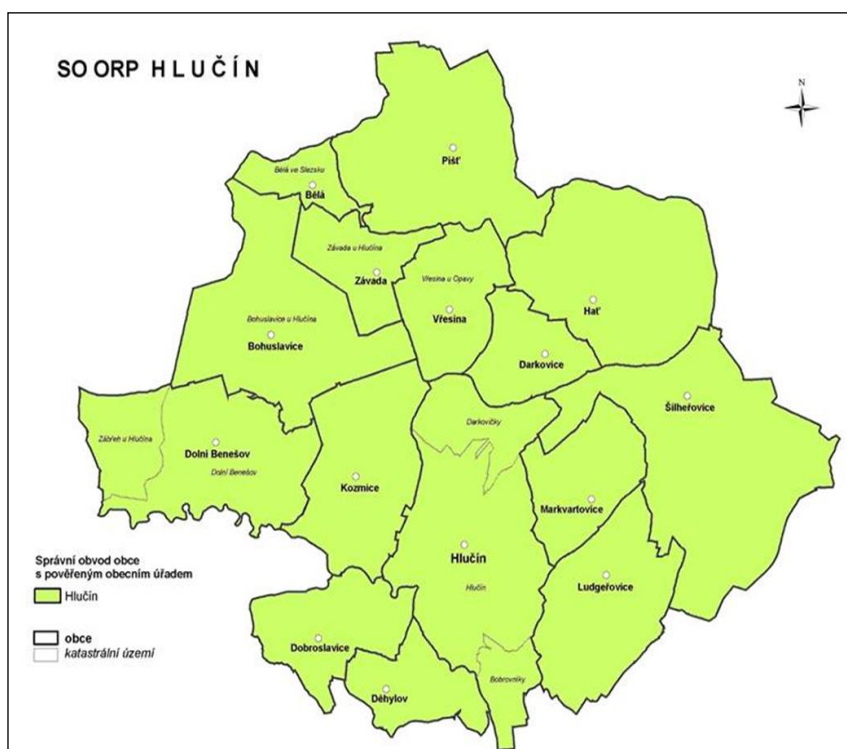 SO ORP H L U Č Í N
N
Píšť
Bělá ve Slezsku
Bělá
Závada u Hlučína
Závada
Vřesina u Opavy
Vřesina
Hať
Bohuslavice u Hlučína
Bohuslavice
Darkovice
Šilheřovice
Darkovičky
Zábřeh u Hlučína
Dolní Benešov
Dolní Benešov
Kozmice
Markvartovice
Hlučín
Hlučín
Ludgeřovice
Správní obvod obce
s pověřeným obecním úřadem
Hlučín
obce
katastrální území
Dobroslavice
Bobrovníky
Děhylov